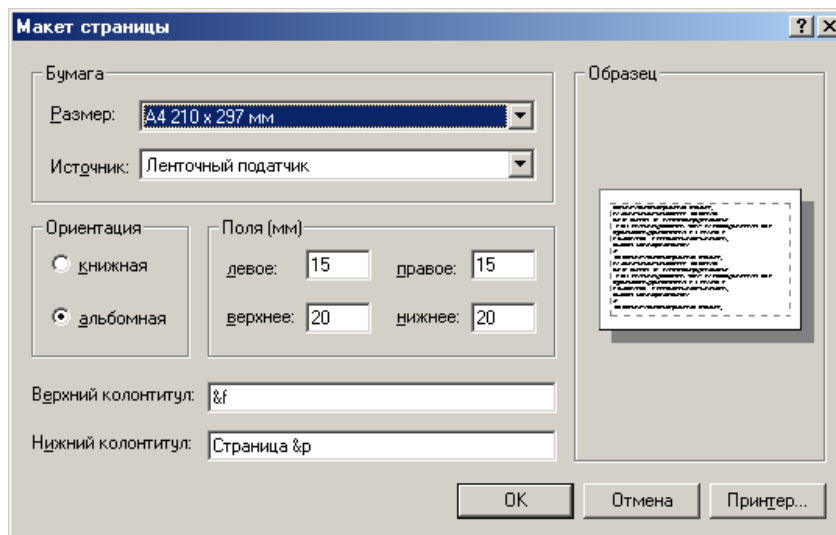 Макет страницы
Бумага
Размер: A4 210 x 297 мм
Источник: Ленточный податчик
Ориентация
книжная
альбомная
Поля (мм)
левое: 15 правое: 15
верхнее: 20 нижнее: 20
Верхний колонтитул: &f
Нижний колонтитул: Страница &p
Образец
OK Отмена Принтер...